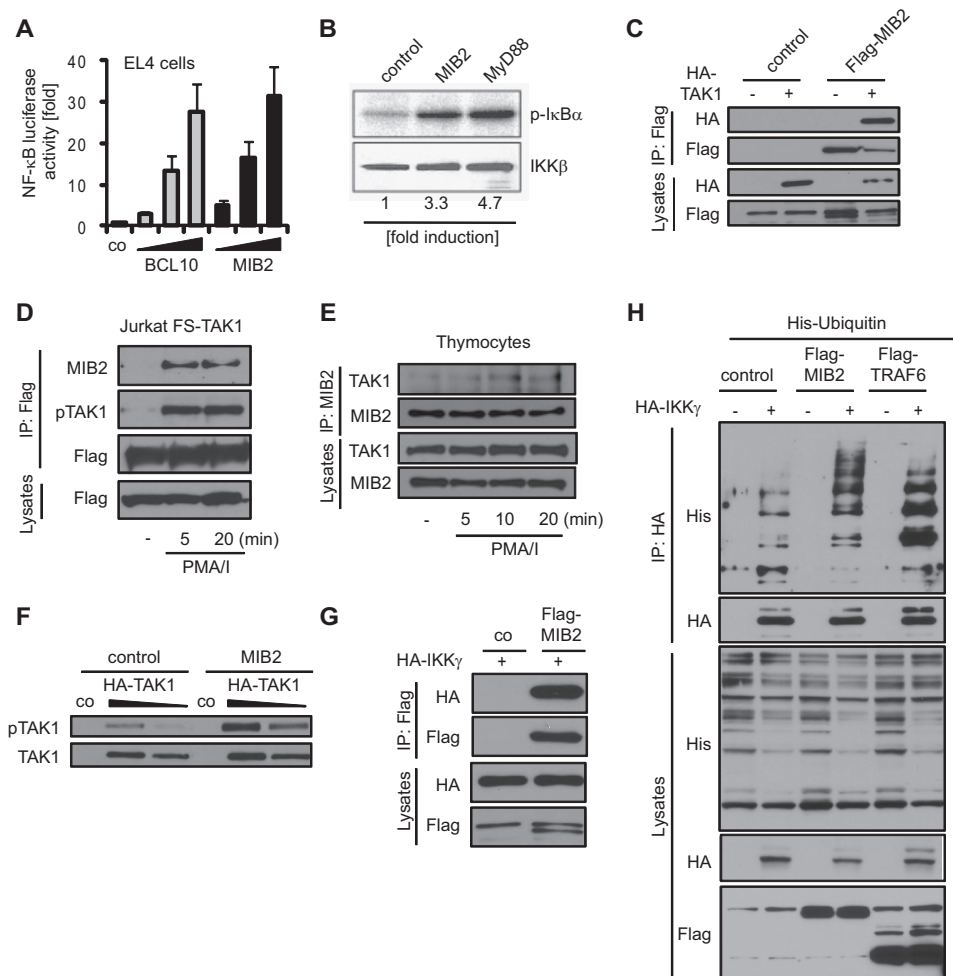 A
EL4 cells
NF-κB luciferase
activity [fold]
40
30
20
10
0
co
BCL10
MIB2
B
control
MIB2
MyD88
p-IκBα
IKKβ
1 3.3 4.7
[fold induction]
C
control
Flag-MIB2
HA-
TAK1
- + - +
IP: Flag
HA
Flag
Lysates
HA
Flag
D
Jurkat FS-TAK1
IP: Flag
MIB2
pTAK1
Flag
Lysates
Flag
- 5 20 (min)
PMA/I
E
Thymocytes
IP: MIB2
TAK1
MIB2
Lysates
TAK1
MIB2
- 5 10 20 (min)
PMA/I
F
control
MIB2
co HA-TAK1 co HA-TAK1
pTAK1
TAK1
G
co
Flag-
MIB2
HA-IKKγ + +
IP: Flag
HA
Flag
Lysates
HA
Flag
H
His-Ubiquitin
control
Flag-
MIB2
Flag-
TRAF6
HA-IKKγ - + - + - +
IP: HA
His
HA
Lysates
His
HA
Flag